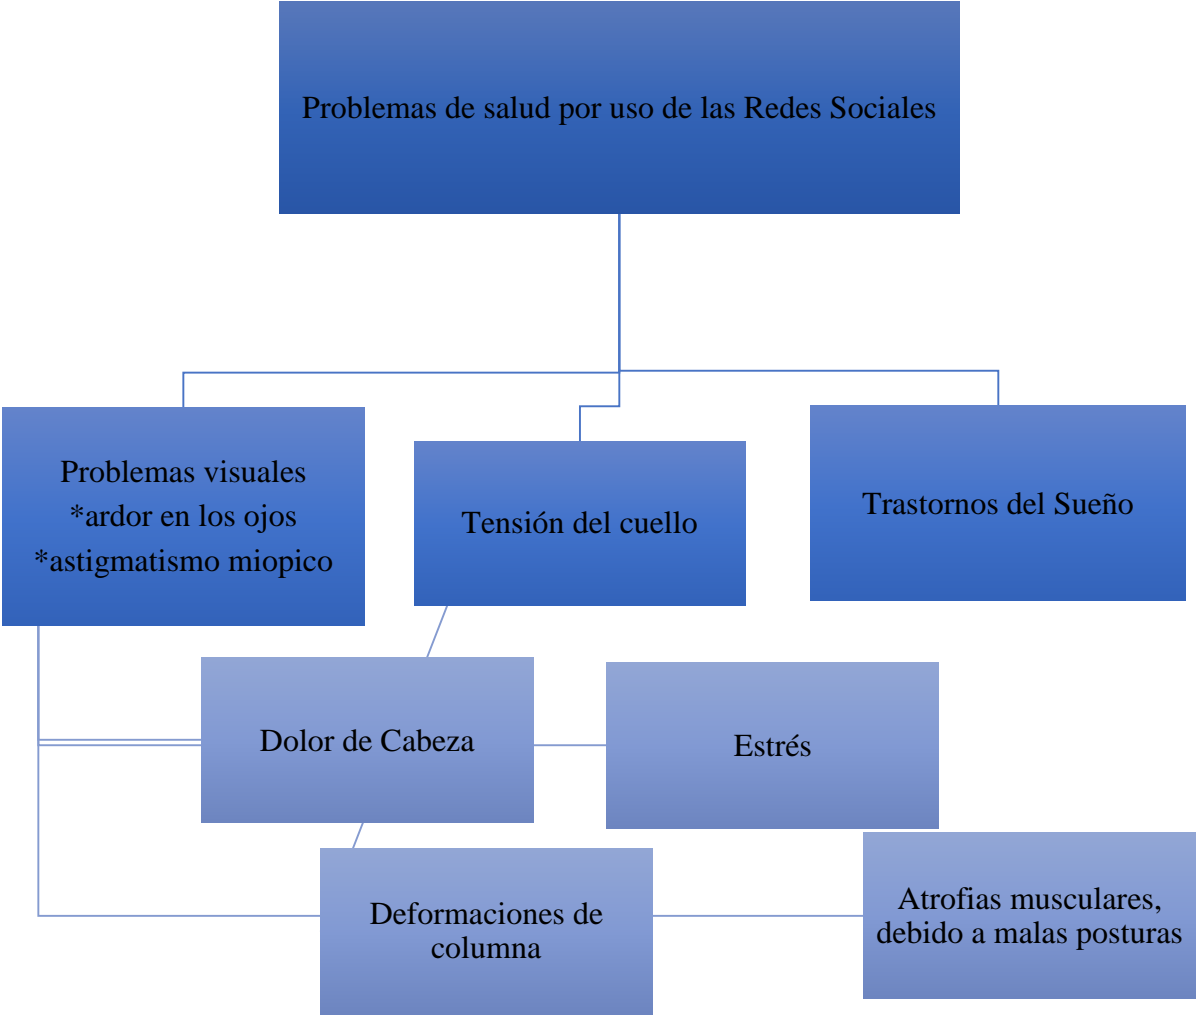 Problemas de salud por uso de las Redes Sociales
Problemas visuales
*ardor en los ojos
*astigmatismo miopico
Tensión del cuello
Trastornos del Sueño
Dolor de Cabeza
Estrés
Deformaciones de
columna
Atrofias musculares,
debido a malas posturas